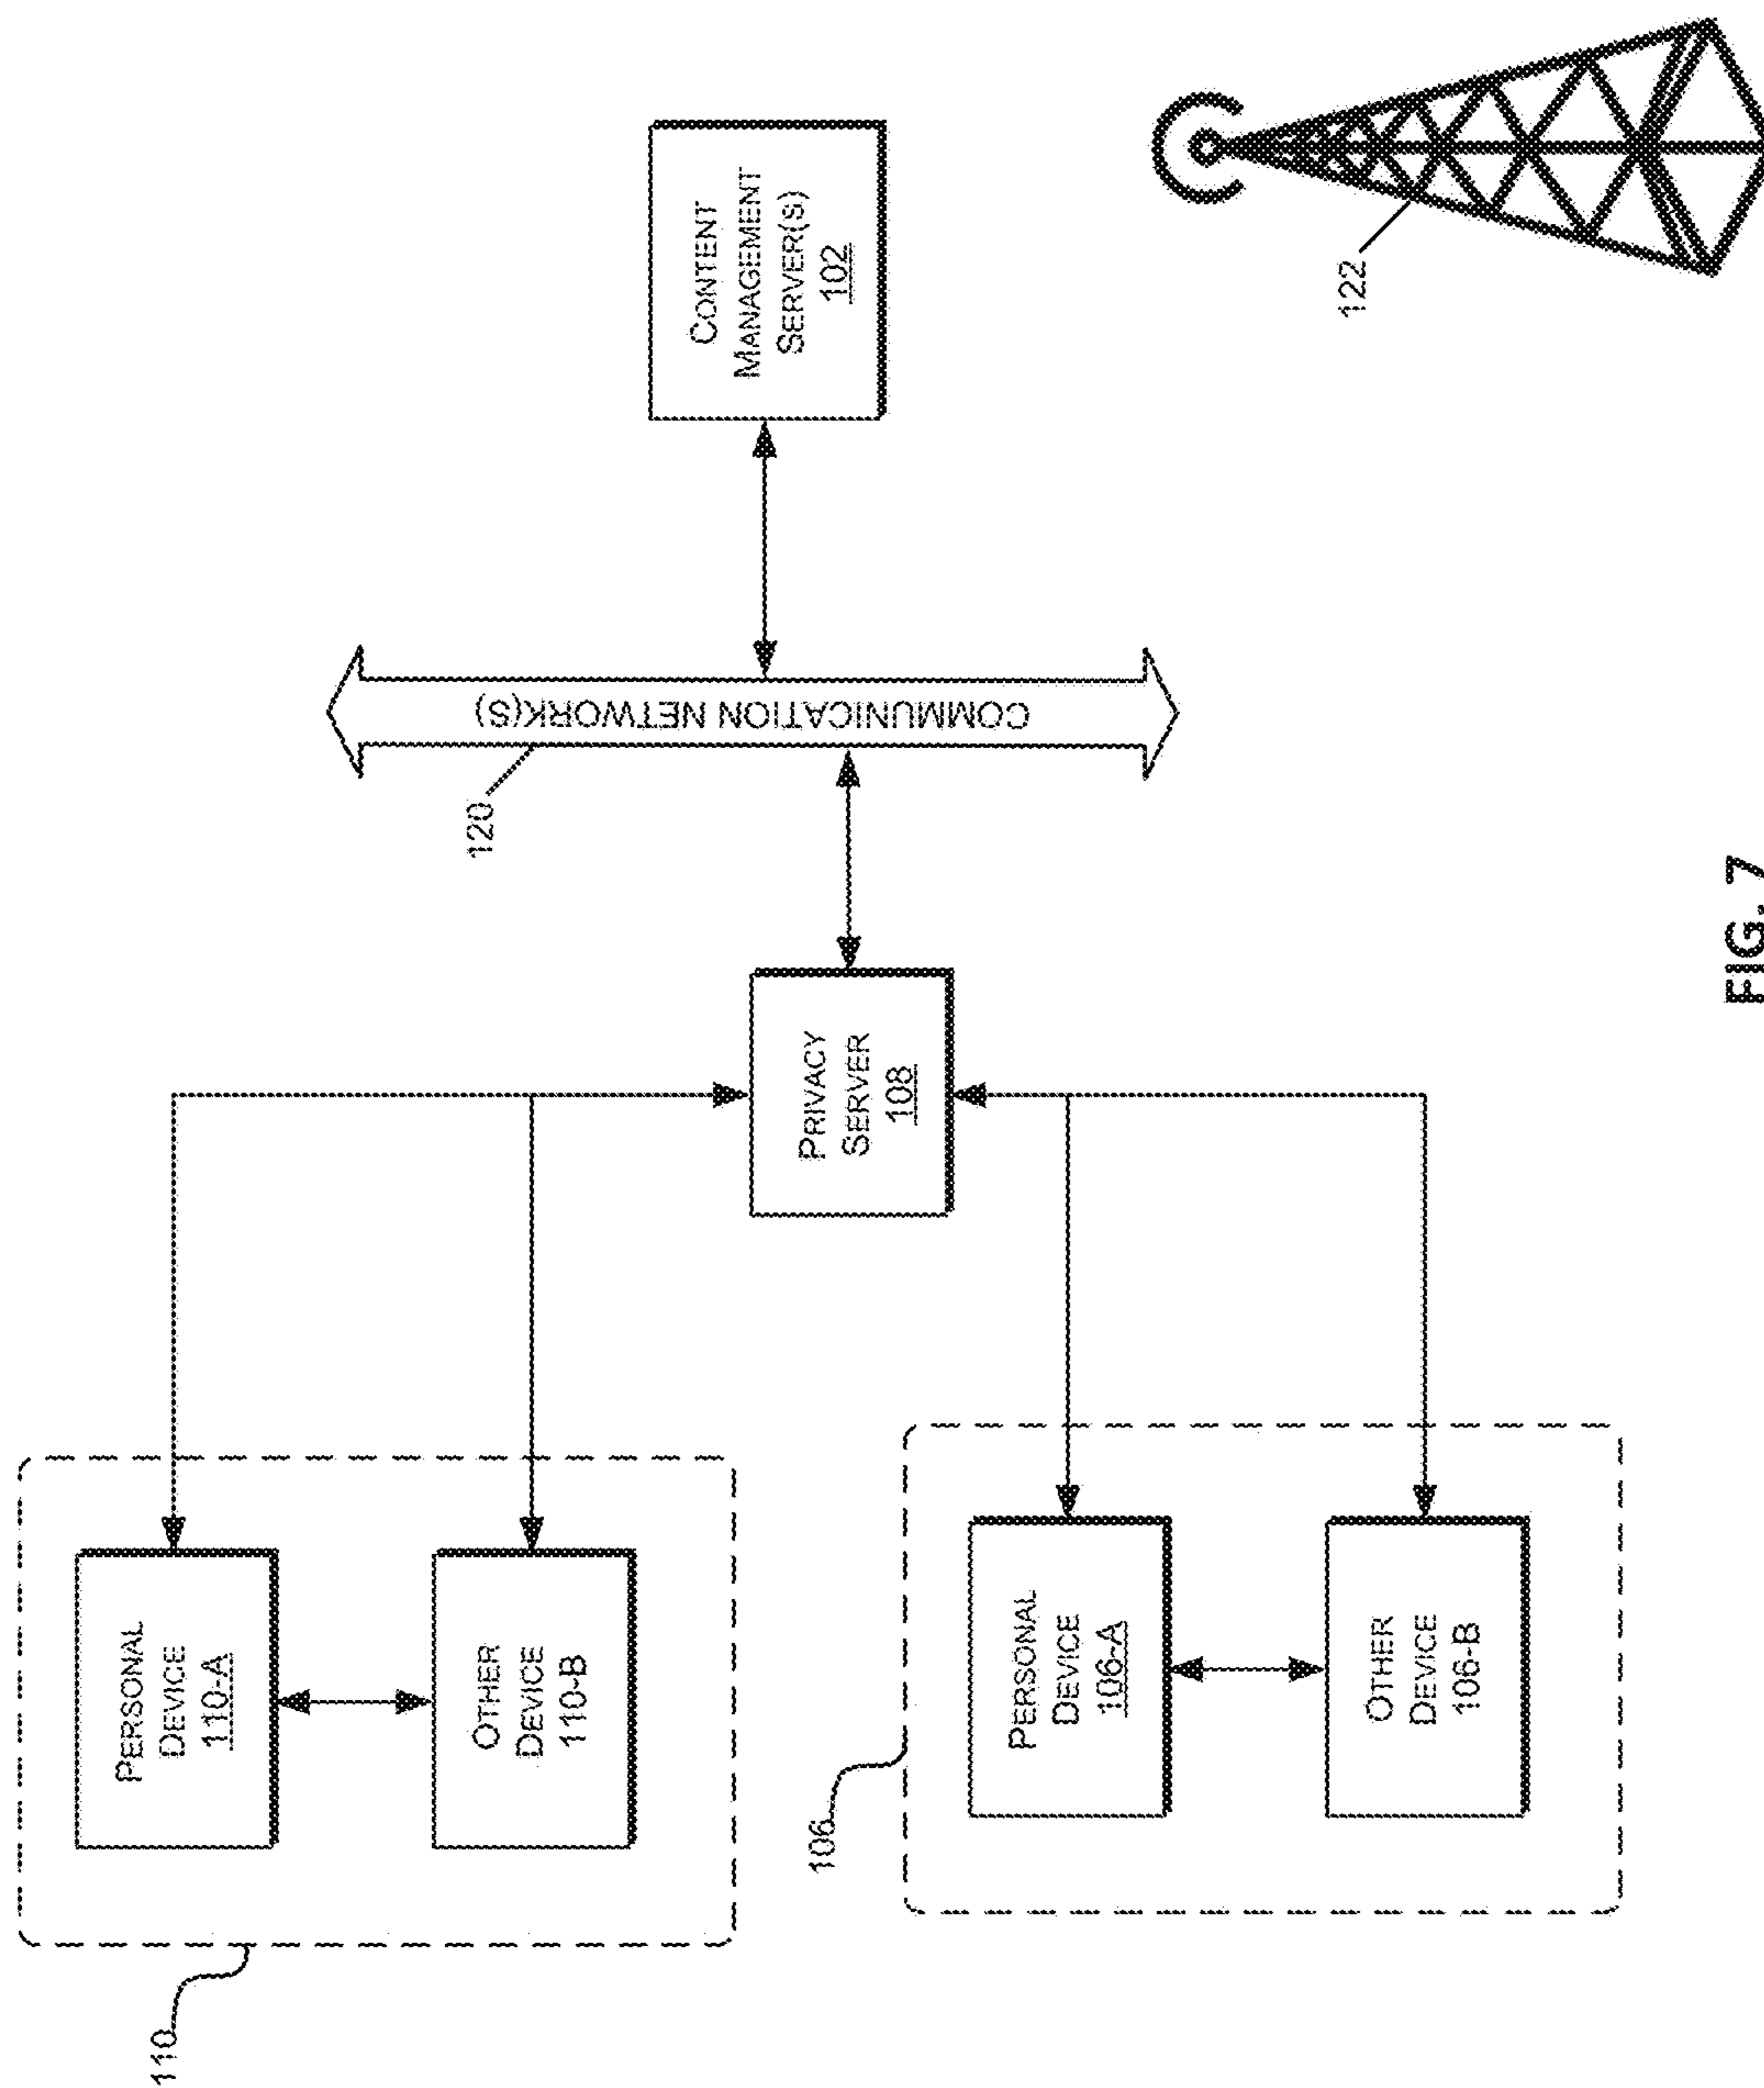 110
PERSONAL
DEVICE
110-A
OTHER
DEVICE
110-B
106
PERSONAL
DEVICE
106-A
OTHER
DEVICE
106-B
PRIVACY
SERVER
108
120
COMMUNICATION NETWORK(S)
CONTENT
MANAGEMENT
SERVER(S)
102
122
FIG. 7